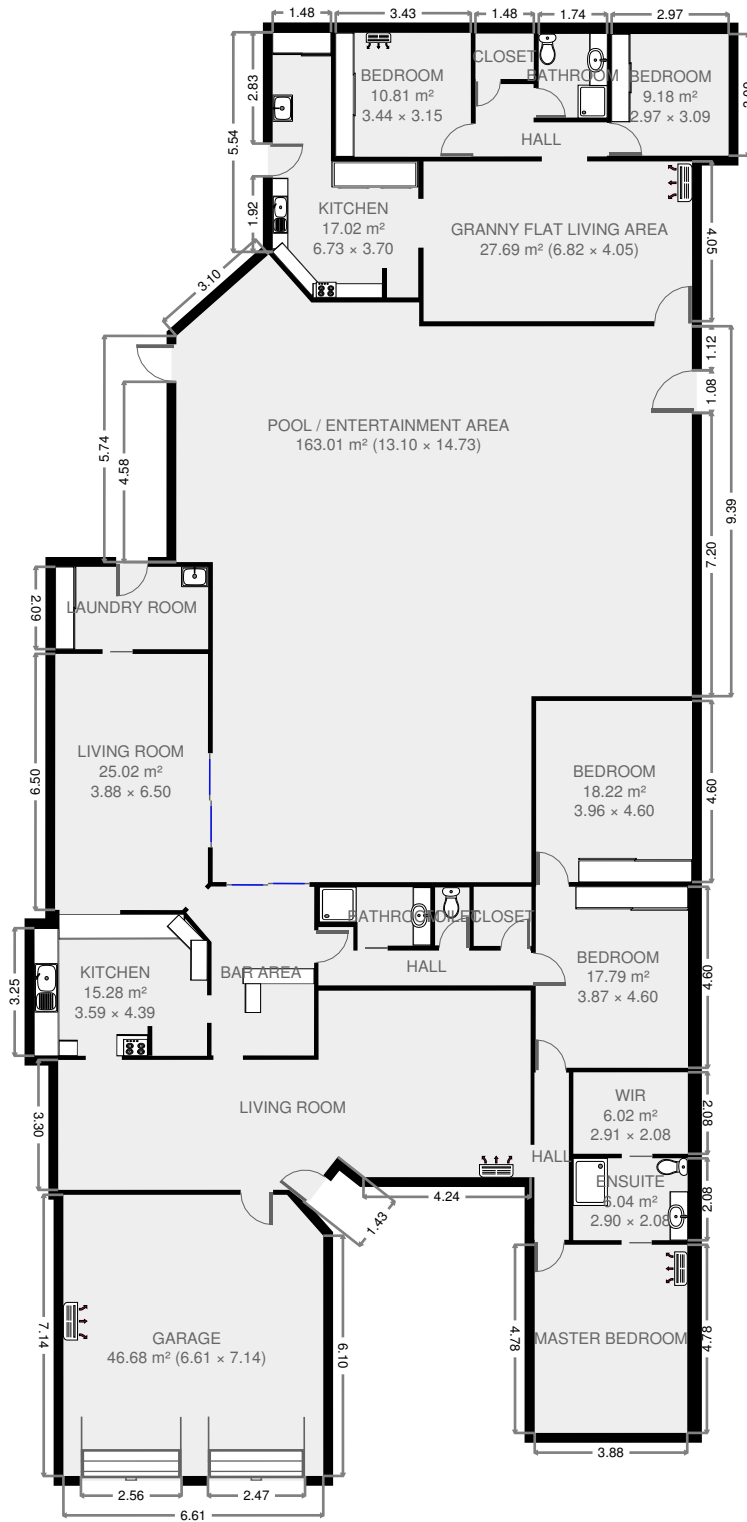 1.48
3.43
1.48
1.74
2.97
2.83
5.54
1.92
CLOSET
BEDROOM
10.81 m²
3.44 × 3.15
BATHROOM
BEDROOM
9.18 m²
2.97 × 3.09
HALL
KITCHEN
17.02 m²
6.73 × 3.70
GRANNY FLAT LIVING AREA
27.69 m² (6.82 × 4.05)
4.05
3.10
1.12
1.08
5.74
4.58
POOL / ENTERTAINMENT AREA
163.01 m² (13.10 × 14.73)
9.39
7.20
2.09
LAUNDRY ROOM
6.50
LIVING ROOM
25.02 m²
3.88 × 6.50
BEDROOM
18.22 m²
3.96 × 4.60
4.60
BATHROOM
TOILET
CLOSET
BEDROOM
17.79 m²
3.87 × 4.60
4.60
3.25
KITCHEN
15.28 m²
3.59 × 4.39
BAR AREA
HALL
3.30
LIVING ROOM
WIR
6.02 m²
2.91 × 2.08
2.08
HALL
ENSUITE
6.04 m²
2.90 × 2.08
2.08
4.24
1.43
7.14
GARAGE
46.68 m² (6.61 × 7.14)
6.10
4.78
MASTER BEDROOM
4.78
3.88
2.56
2.47
6.61